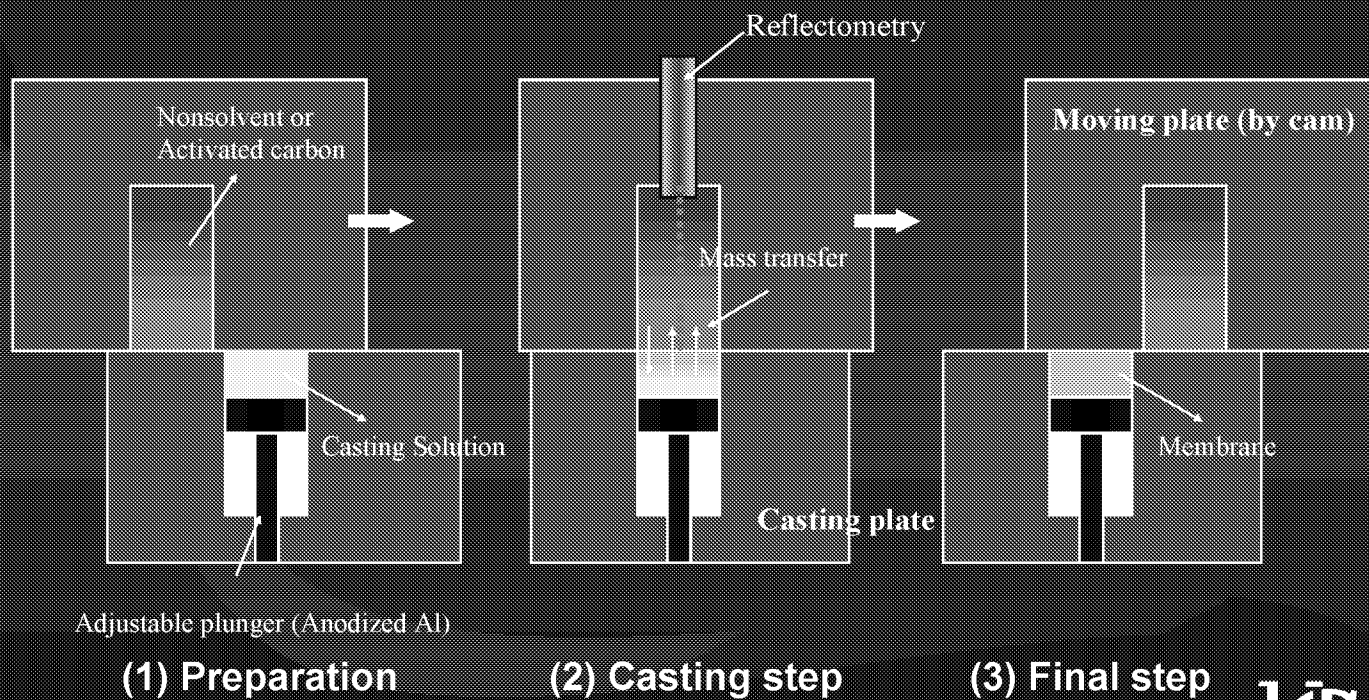 Reflectometry
Nonsolvent or
Activated carbon
Moving plate (by cam)
Mass transfer
Casting Solution
Membrane
Casting plate
Adjustable plunger (Anodized Al)
(1) Preparation
(2) Casting step
(3) Final step